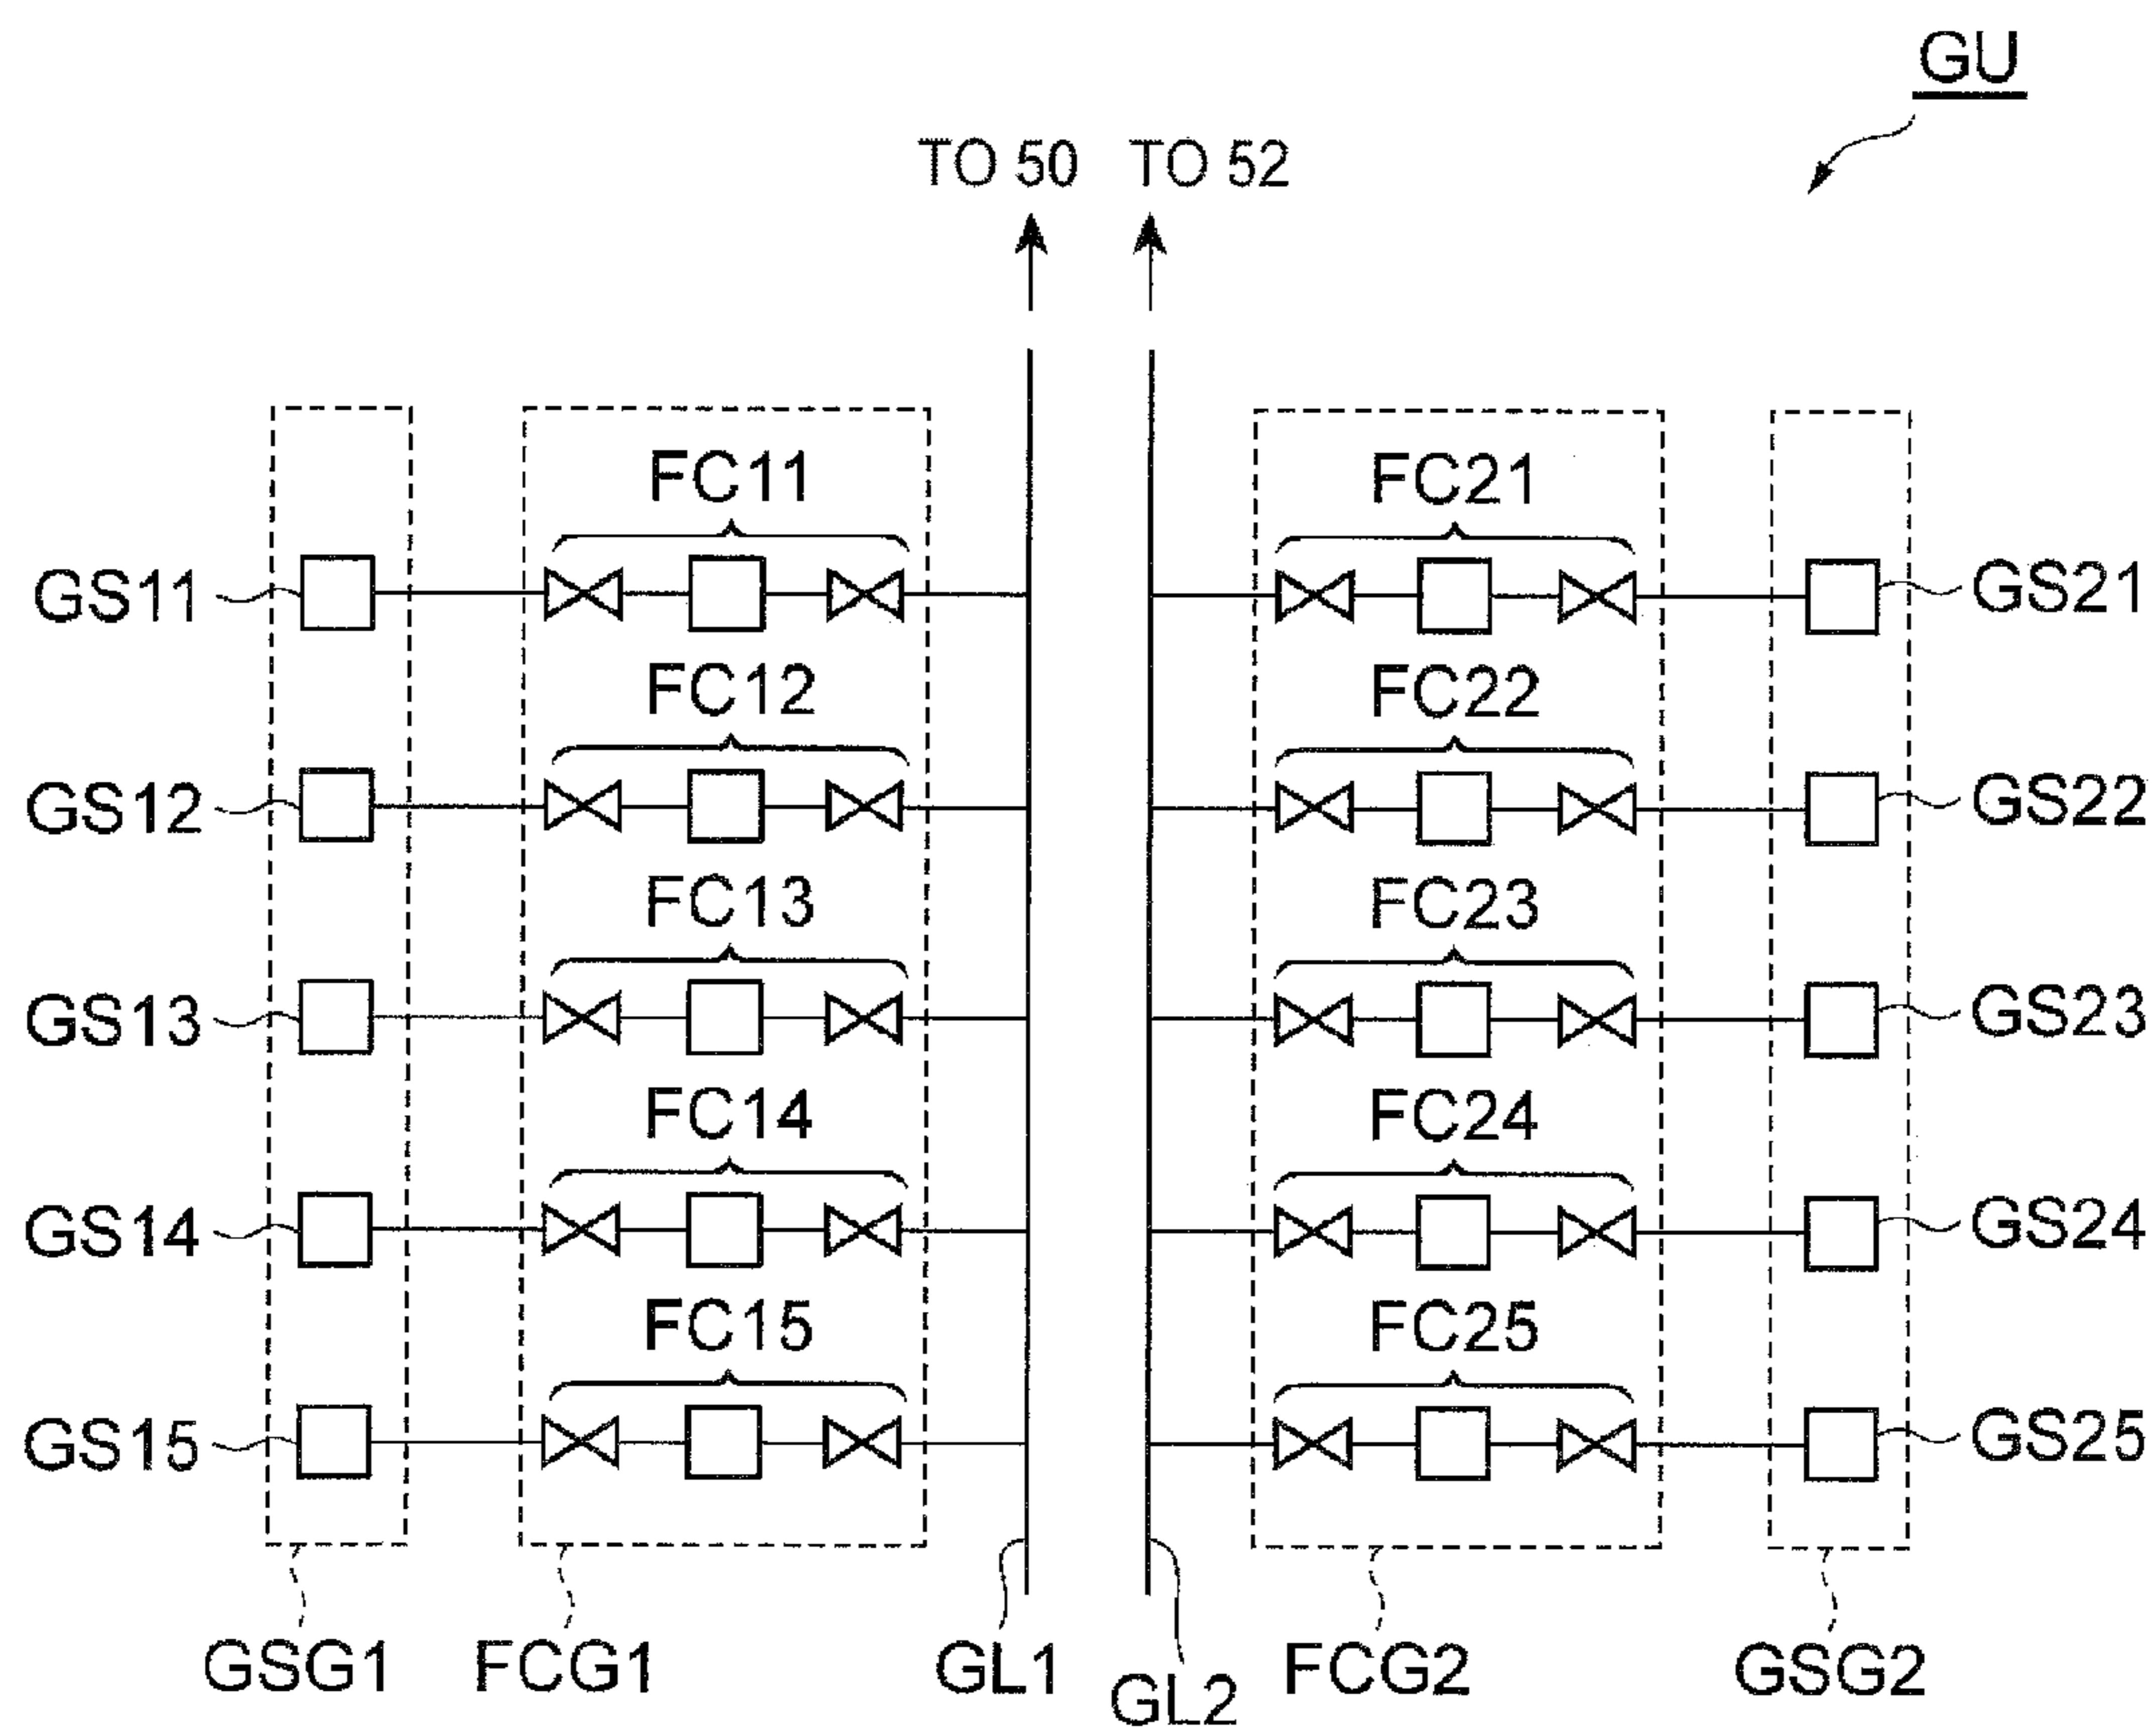 GU
TO 50 TO 52
FC11 FC21
GS11 GS21
FC12 FC22
GS12 GS22
FC13 FC23
GS13 GS23
FC14 FC24
GS14 GS24
FC15 FC25
GS15 GS25
GSG1 FCG1 GL1 GL2 FCG2 GSG2